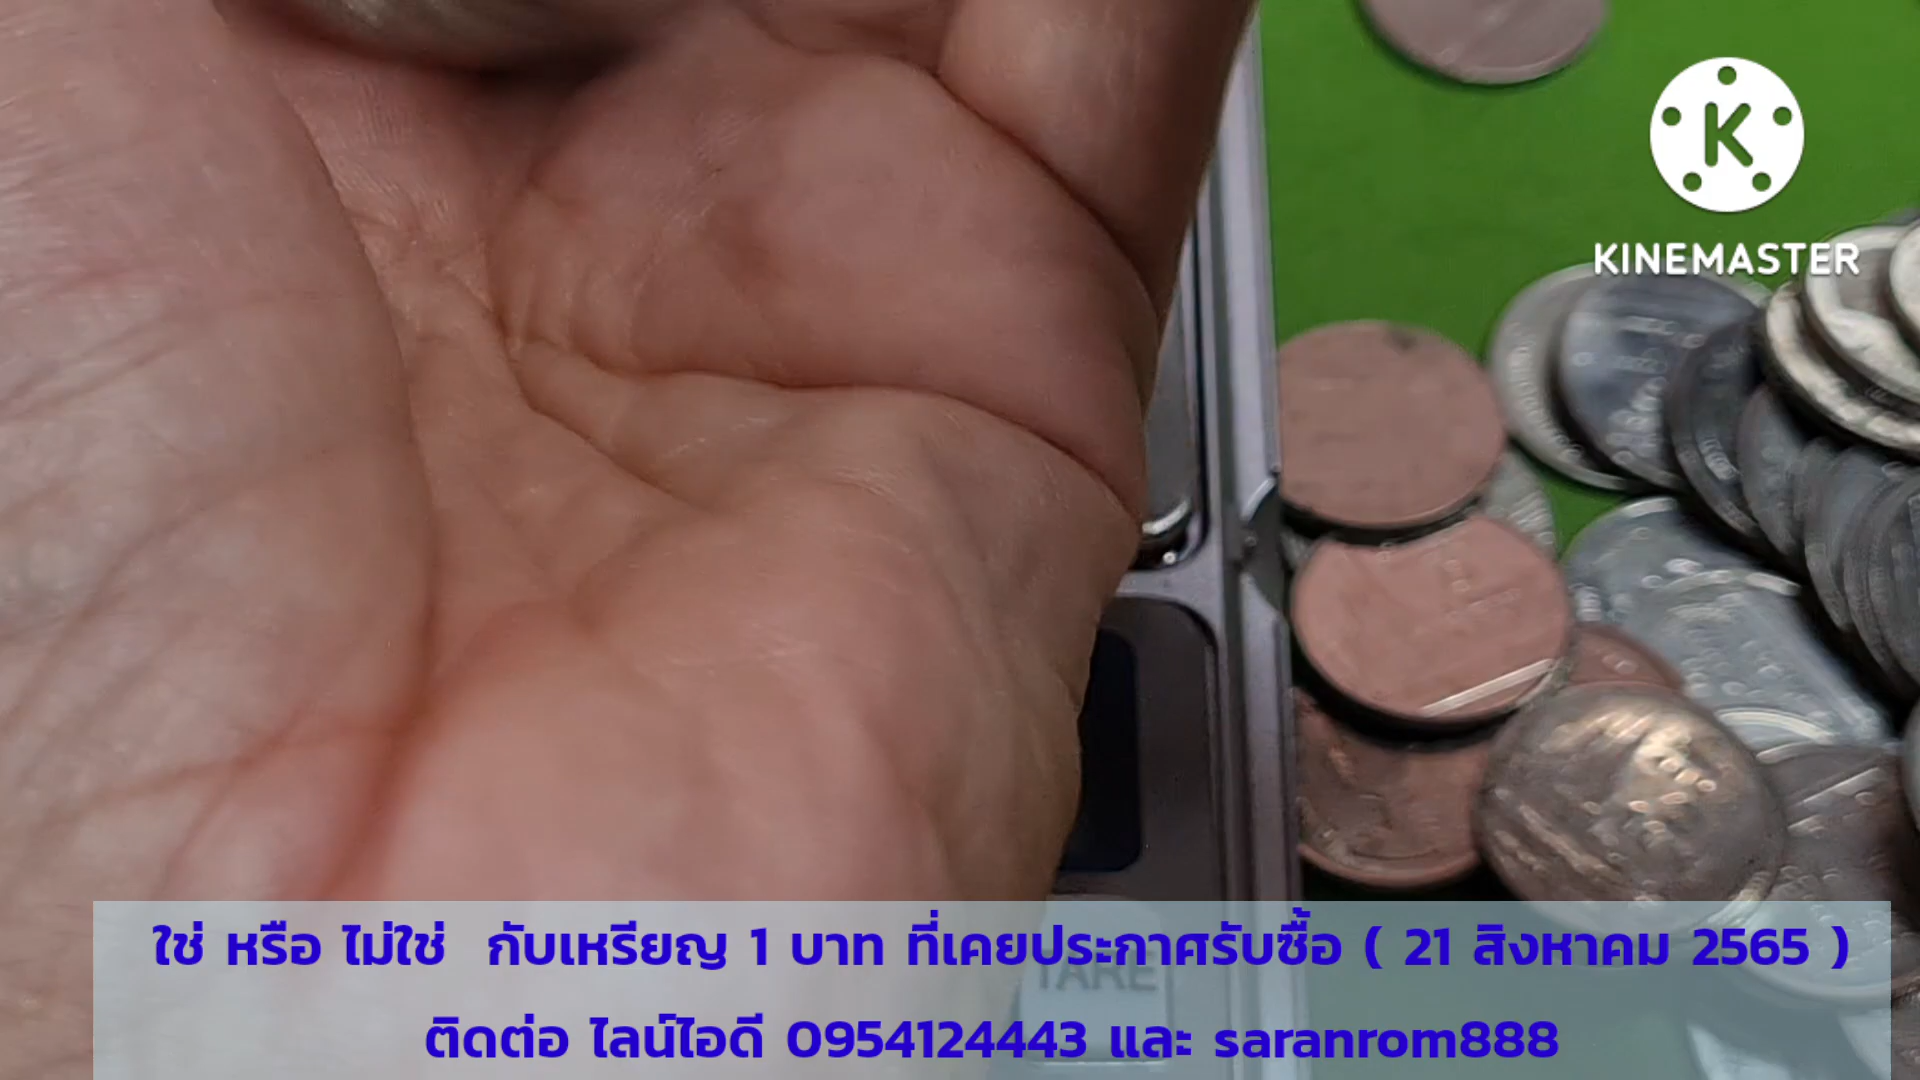 K
KINEMASTER
ใช่ หรือ ไม่ใช่ กับเหรียญ 1 บาท ที่เคยประกาศรับซื้อ ( 21 สิงหาคม 2565 )
TARE
ติดต่อ ไลน์ไอดี 0954124443 และ saranrom888